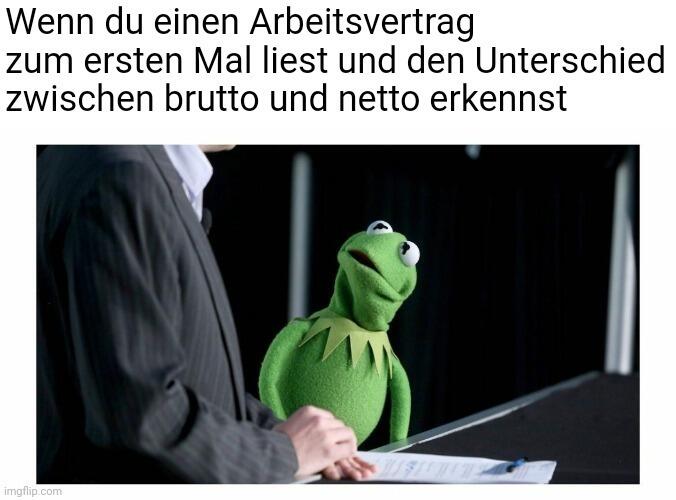 Wenn du einen Arbeitsvertrag
zum ersten Mal liest und den Unterschied
zwischen brutto und netto erkennst
imgflip.com